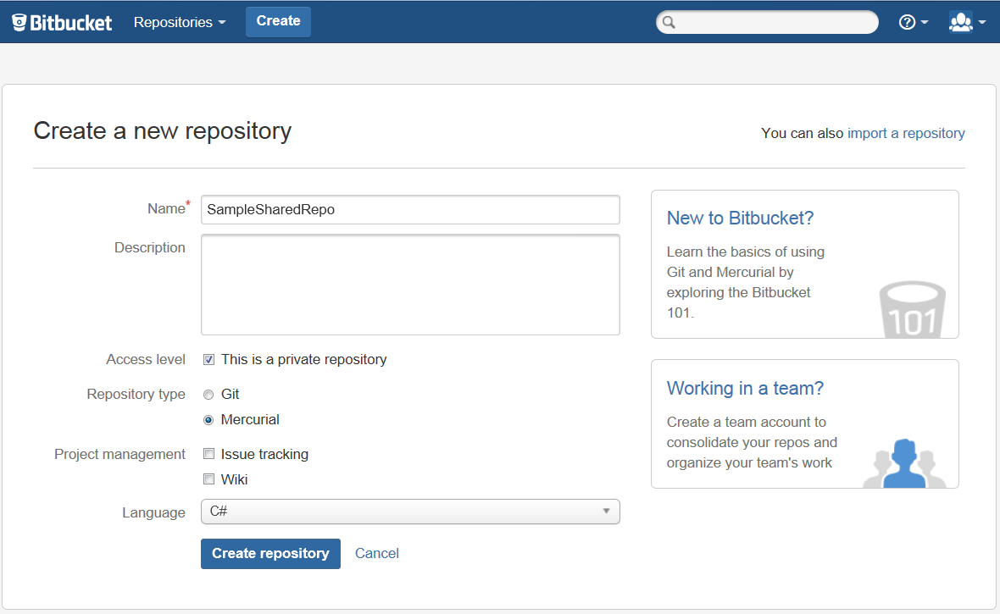 Bitbucket Repositories Create
Create a new repository
You can also import a repository
Name*
SampleSharedRepo
Description
Access level
This is a private repository
Repository type
Git
Mercurial
Project management
Issue tracking
Wiki
Language
C#
Create repository Cancel
New to Bitbucket?
Learn the basics of using
Git and Mercurial by
exploring the Bitbucket
101.
101
Working in a team?
Create a team account to
consolidate your repos and
organize your team's work